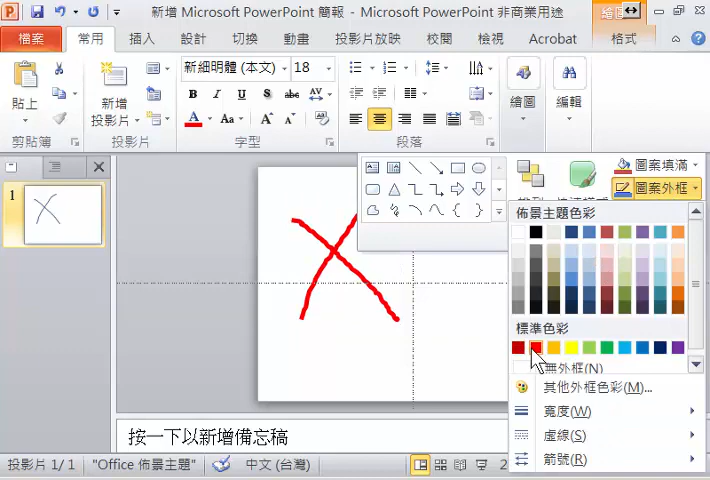 新增 Microsoft PowerPoint 簡報 - Microsoft PowerPoint 非商業用途
檔案 常用 插入 設計 切換 動畫 投影片放映 校閱 檢視 Acrobat 格式
新細明體 (本文) 18
B I U S abc AV
A Aa A A
貼上 新增
投影片 繪圖 編輯
剪貼簿 投影片 字型 段落
圖案填滿
圖案外框
1
佈景主題色彩
標準色彩
無外框(N)
其他外框色彩(M)...
寬度(W)
虛線(S)
箭號(R)
按一下以新增備忘稿
投影片 1/ 1 "Office 佈景主題" 中文 (台灣) 2